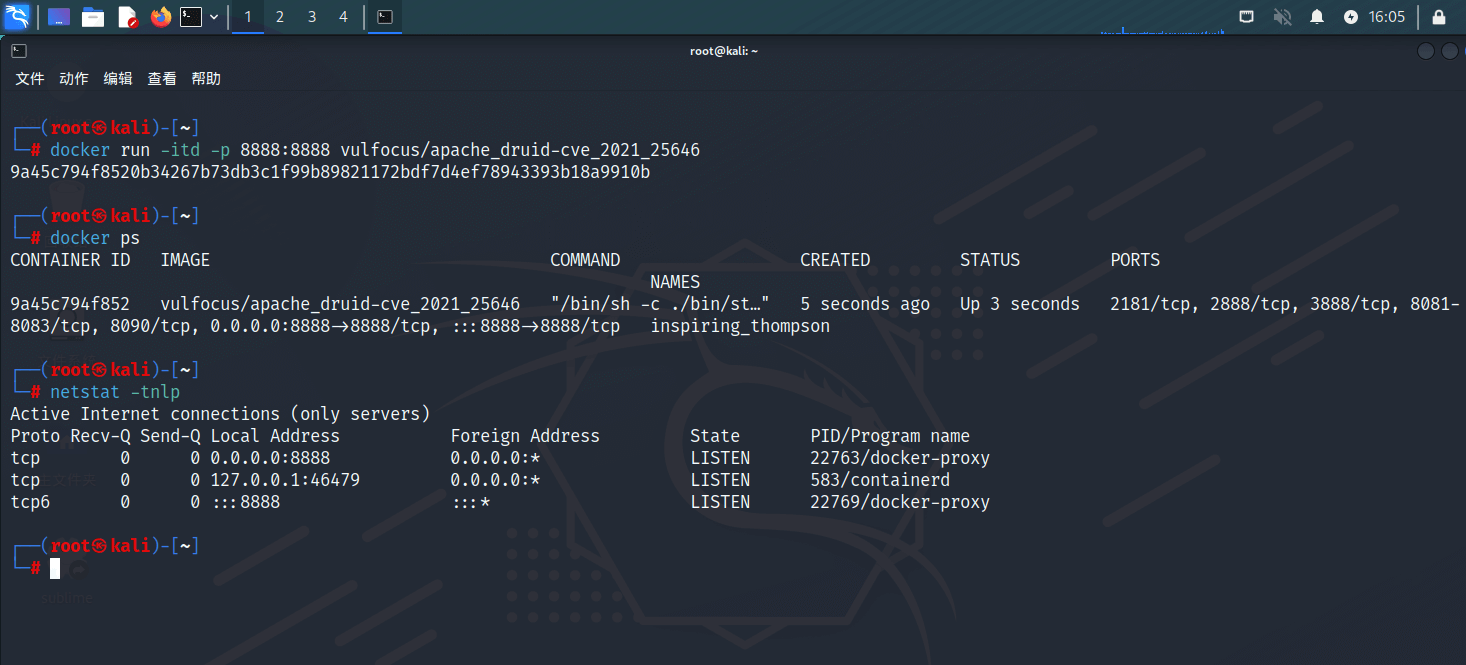 1 2 3 4 16:05
root@kali: ~
文件 动作 编辑 查看 帮助
┌──(root㉿kali)-[~]
└─# docker run -itd -p 8888:8888 vulfocus/apache_druid-cve_2021_25646
9a45c794f8520b34267b73db3c1f99b89821172bdf7d4ef78943393b18a9910b
┌──(root㉿kali)-[~]
└─# docker ps
CONTAINER ID IMAGE COMMAND CREATED STATUS PORTS
NAMES
9a45c794f852 vulfocus/apache_druid-cve_2021_25646 "/bin/sh -c ./bin/st…" 5 seconds ago Up 3 seconds 2181/tcp, 2888/tcp, 3888/tcp, 8081-
8083/tcp, 8090/tcp, 0.0.0.0:8888→8888/tcp, :::8888→8888/tcp inspiring_thompson
┌──(root㉿kali)-[~]
└─# netstat -tnlp
Active Internet connections (only servers)
Proto Recv-Q Send-Q Local Address Foreign Address State PID/Program name
tcp 0 0 0.0.0.0:8888 0.0.0.0:* LISTEN 22763/docker-proxy
tcp 0 0 127.0.0.1:46479 0.0.0.0:* LISTEN 583/containerd
tcp6 0 0 :::8888 :::* LISTEN 22769/docker-proxy
┌──(root㉿kali)-[~]
└─#
sublime